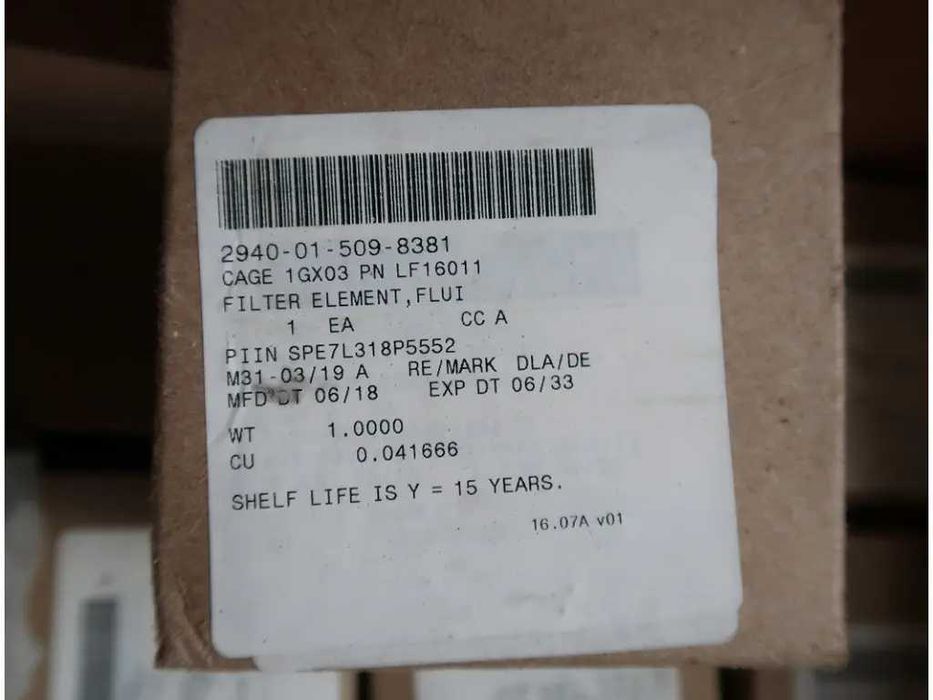 2940-01-509-8381
CAGE 1GX03 PN LF16011
FILTER ELEMENT,FLUI
1 EA CC A
PIIN SPE7L318P5552
M31-03/19 A RE/MARK DLA/DE
MFD DT 06/18 EXP DT 06/33
WT 1.0000
CU 0.041666
SHELF LIFE IS Y = 15 YEARS.
16.07A v01